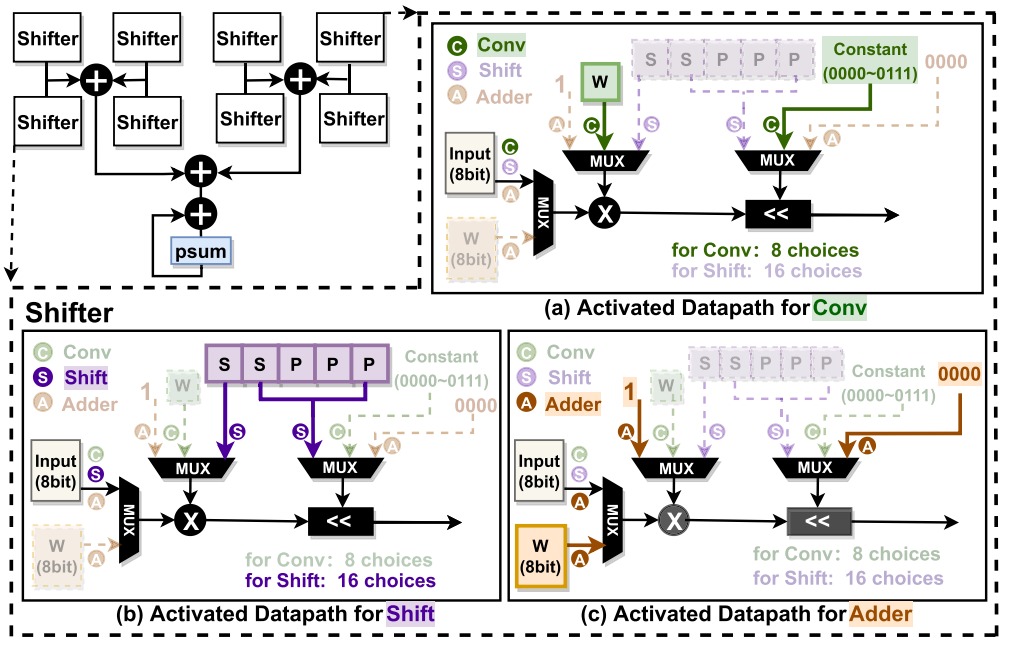 Shifter Shifter Shifter Shifter
+ +
Shifter Shifter Shifter Shifter
+
+
psum
C Conv
S Shift
A Adder
S S P P P
Constant
(0000~0111)
0000
1
W
A C S S C A
MUX MUX
Input
(8bit)
C
S
A
MUX
X <<
W
(8bit)
A
for Conv: 8 choices
for Shift: 16 choices
(a) Activated Datapath for Conv
Shifter
C Conv
S Shift
A Adder
S S P P P
Constant
(0000~0111)
0000
1
W
A C S S C A
MUX MUX
Input
(8bit)
C
S
A
MUX
X <<
W
(8bit)
A
for Conv: 8 choices
for Shift: 16 choices
(b) Activated Datapath for Shift
C Conv
S Shift
A Adder
S S P P P
Constant
(0000~0111)
0000
1
W
A C S S C A
MUX MUX
Input
(8bit)
C
S
A
MUX
X <<
W
(8bit)
A
for Conv: 8 choices
for Shift: 16 choices
(c) Activated Datapath for Adder